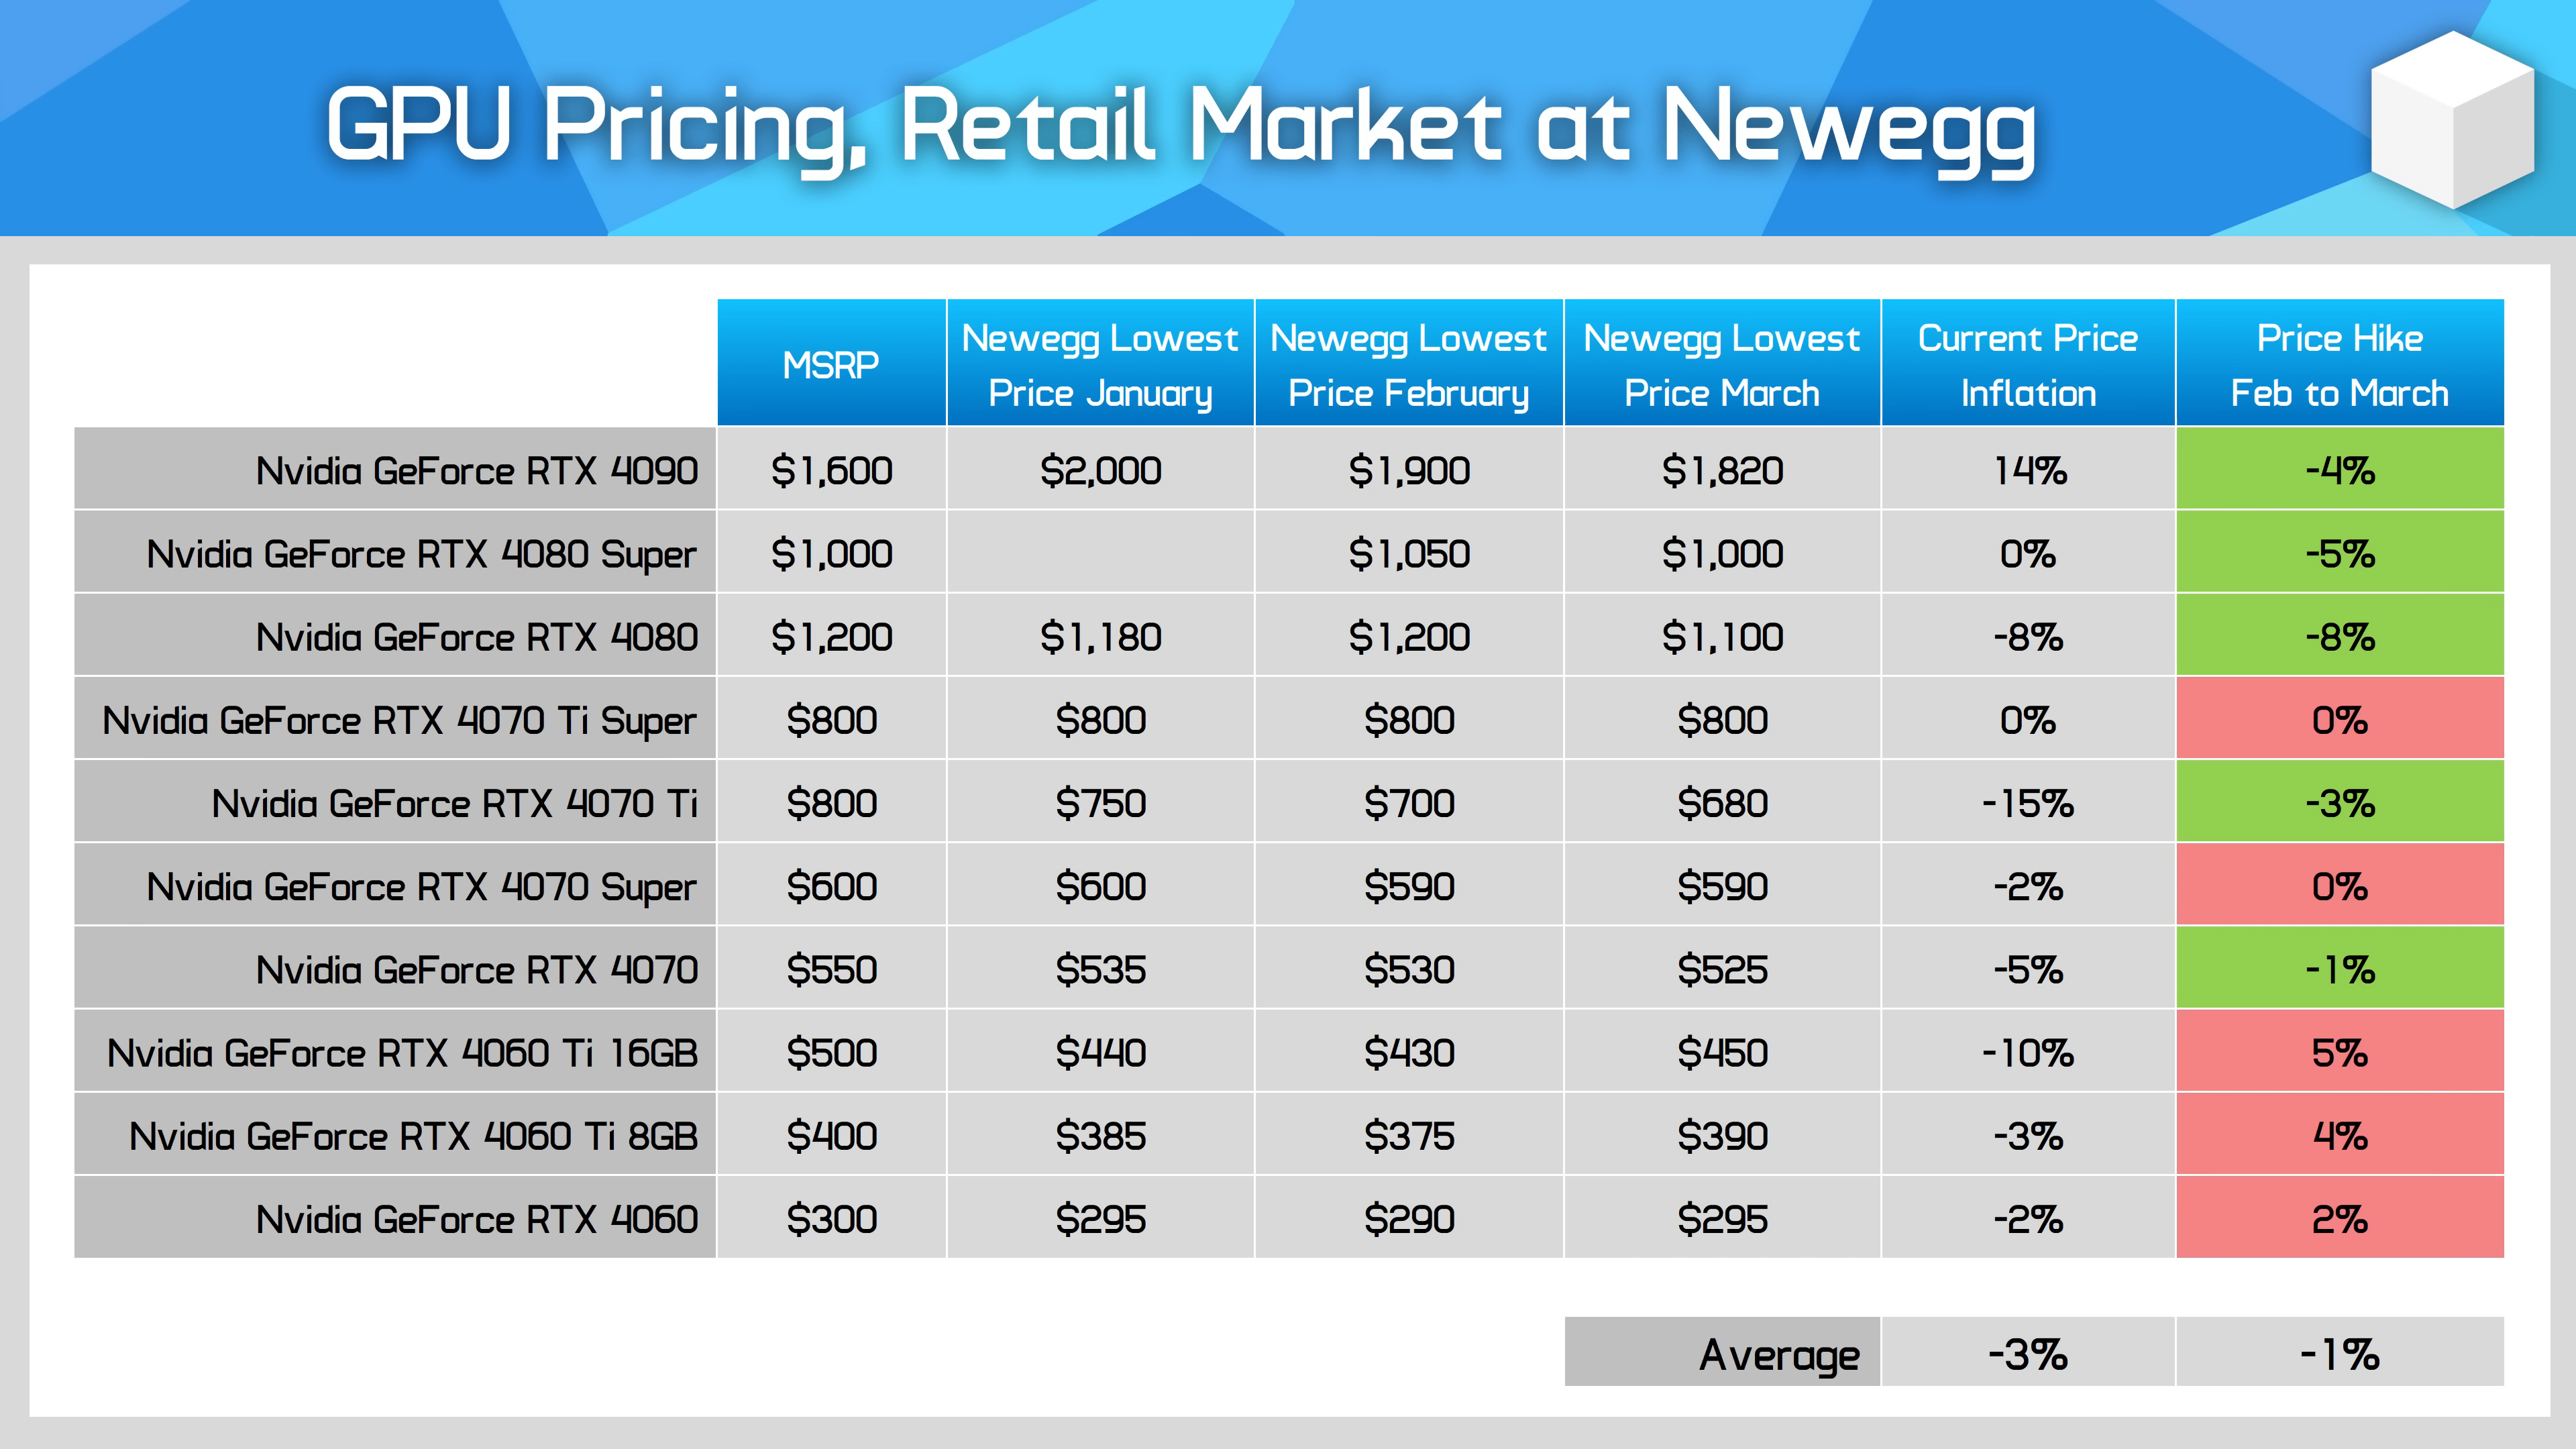 GPU Pricing, Retail Market at Newegg
MSRP Newegg Lowest Price January Newegg Lowest Price February Newegg Lowest Price March Current Price Inflation Price Hike Feb to March
Nvidia GeForce RTX 4090 $1,600 $2,000 $1,900 $1,820 14% -4%
Nvidia GeForce RTX 4080 Super $1,000 $1,050 $1,000 0% -5%
Nvidia GeForce RTX 4080 $1,200 $1,180 $1,200 $1,100 -8% -8%
Nvidia GeForce RTX 4070 Ti Super $800 $800 $800 $800 0% 0%
Nvidia GeForce RTX 4070 Ti $800 $750 $700 $680 -15% -3%
Nvidia GeForce RTX 4070 Super $600 $600 $590 $590 -2% 0%
Nvidia GeForce RTX 4070 $550 $535 $530 $525 -5% -1%
Nvidia GeForce RTX 4060 Ti 16GB $500 $440 $430 $450 -10% 5%
Nvidia GeForce RTX 4060 Ti 8GB $400 $385 $375 $390 -3% 4%
Nvidia GeForce RTX 4060 $300 $295 $290 $295 -2% 2%
Average -3% -1%